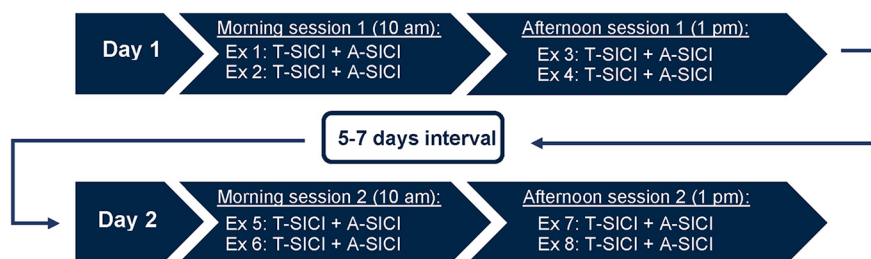 Day 1
Morning session 1 (10 am):
Ex 1: T-SICI + A-SICI
Ex 2: T-SICI + A-SICI
Afternoon session 1 (1 pm):
Ex 3: T-SICI + A-SICI
Ex 4: T-SICI + A-SICI
5-7 days interval
Day 2
Morning session 2 (10 am):
Ex 5: T-SICI + A-SICI
Ex 6: T-SICI + A-SICI
Afternoon session 2 (1 pm):
Ex 7: T-SICI + A-SICI
Ex 8: T-SICI + A-SICI